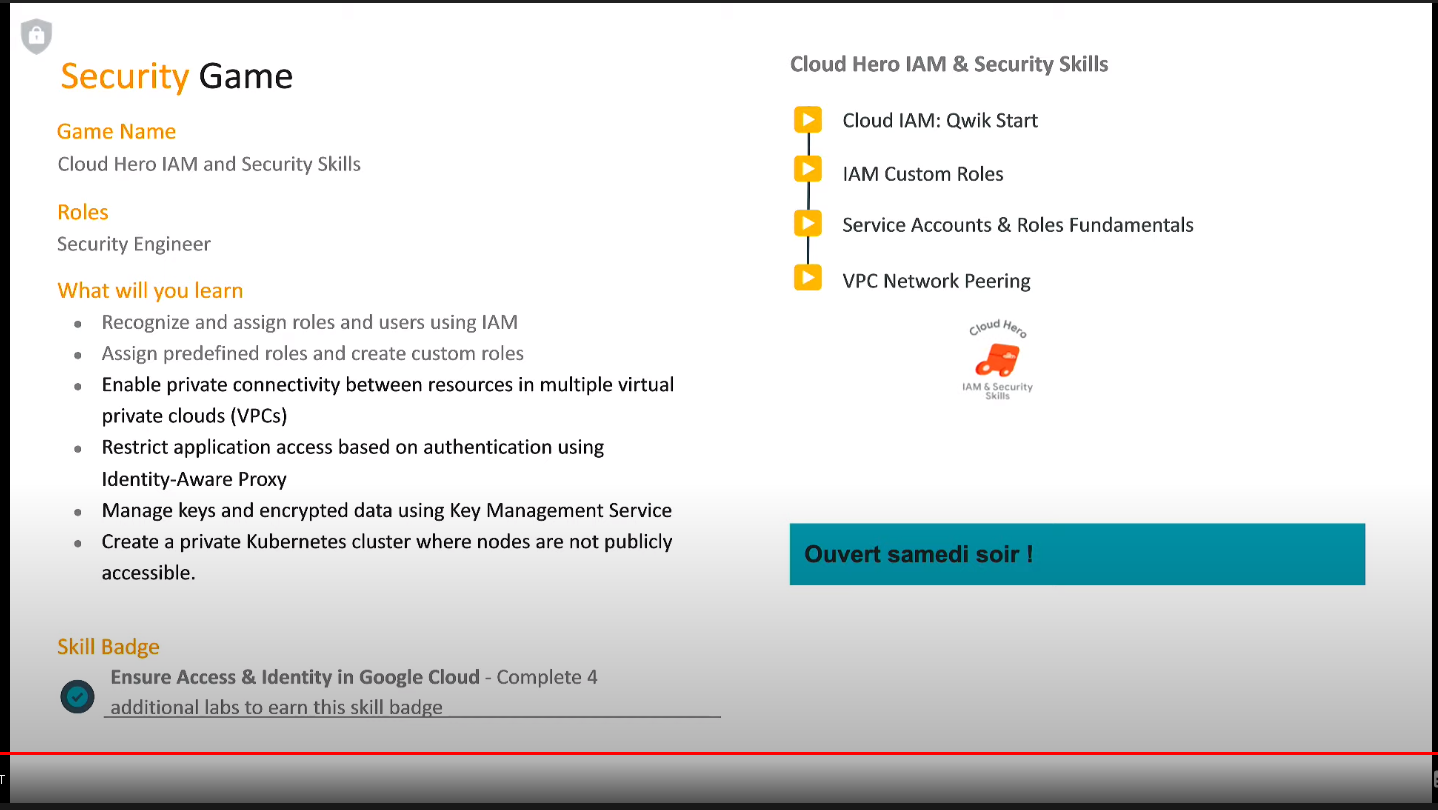 Security Game
Game Name
Cloud Hero IAM and Security Skills
Roles
Security Engineer
What will you learn
Recognize and assign roles and users using IAM
Assign predefined roles and create custom roles
Enable private connectivity between resources in multiple virtual
private clouds (VPCs)
Restrict application access based on authentication using
Identity-Aware Proxy
Manage keys and encrypted data using Key Management Service
Create a private Kubernetes cluster where nodes are not publicly
accessible.
Skill Badge
Ensure Access & Identity in Google Cloud - Complete 4
additional labs to earn this skill badge
Cloud Hero IAM & Security Skills
Cloud IAM: Qwik Start
IAM Custom Roles
Service Accounts & Roles Fundamentals
VPC Network Peering
Cloud Hero
IAM & Security
Skills
Ouvert samedi soir !